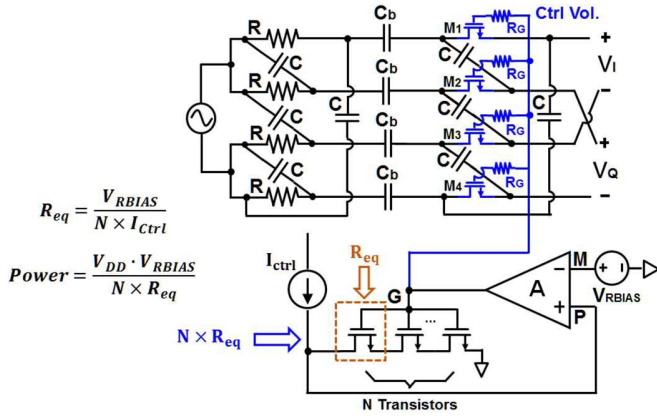 Ctrl Vol.
R
C
Cb
M1
RG
+
VI
C
R
C
Cb
M2
RG
−
C
C
R
Cb
M3
RG
+
VQ
C
C
R
Cb
M4
RG
−
Req = VRBIAS / N × ICtrl
Power = VDD · VRBIAS / N × Req
Ictrl
Req
G
A
−
+
M
P
+
-
VRBIAS
N × Req
...
N Transistors